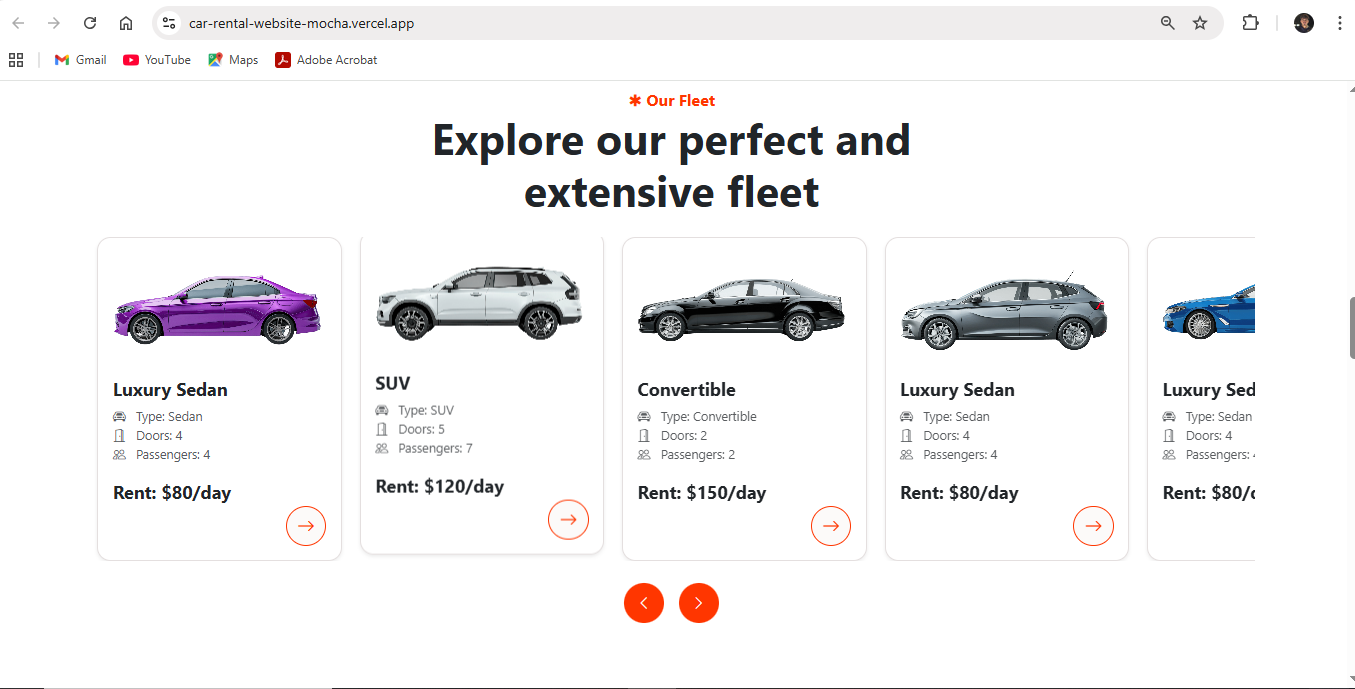 car-rental-website-mocha.vercel.app
Gmail YouTube Maps Adobe Acrobat
✱ Our Fleet
Explore our perfect and
extensive fleet
Luxury Sedan
Type: Sedan
Doors: 4
Passengers: 4
Rent: $80/day
SUV
Type: SUV
Doors: 5
Passengers: 7
Rent: $120/day
Convertible
Type: Convertible
Doors: 2
Passengers: 2
Rent: $150/day
Luxury Sedan
Type: Sedan
Doors: 4
Passengers: 4
Rent: $80/day
Luxury Sed
Type: Sedan
Doors: 4
Passengers:
Rent: $80/